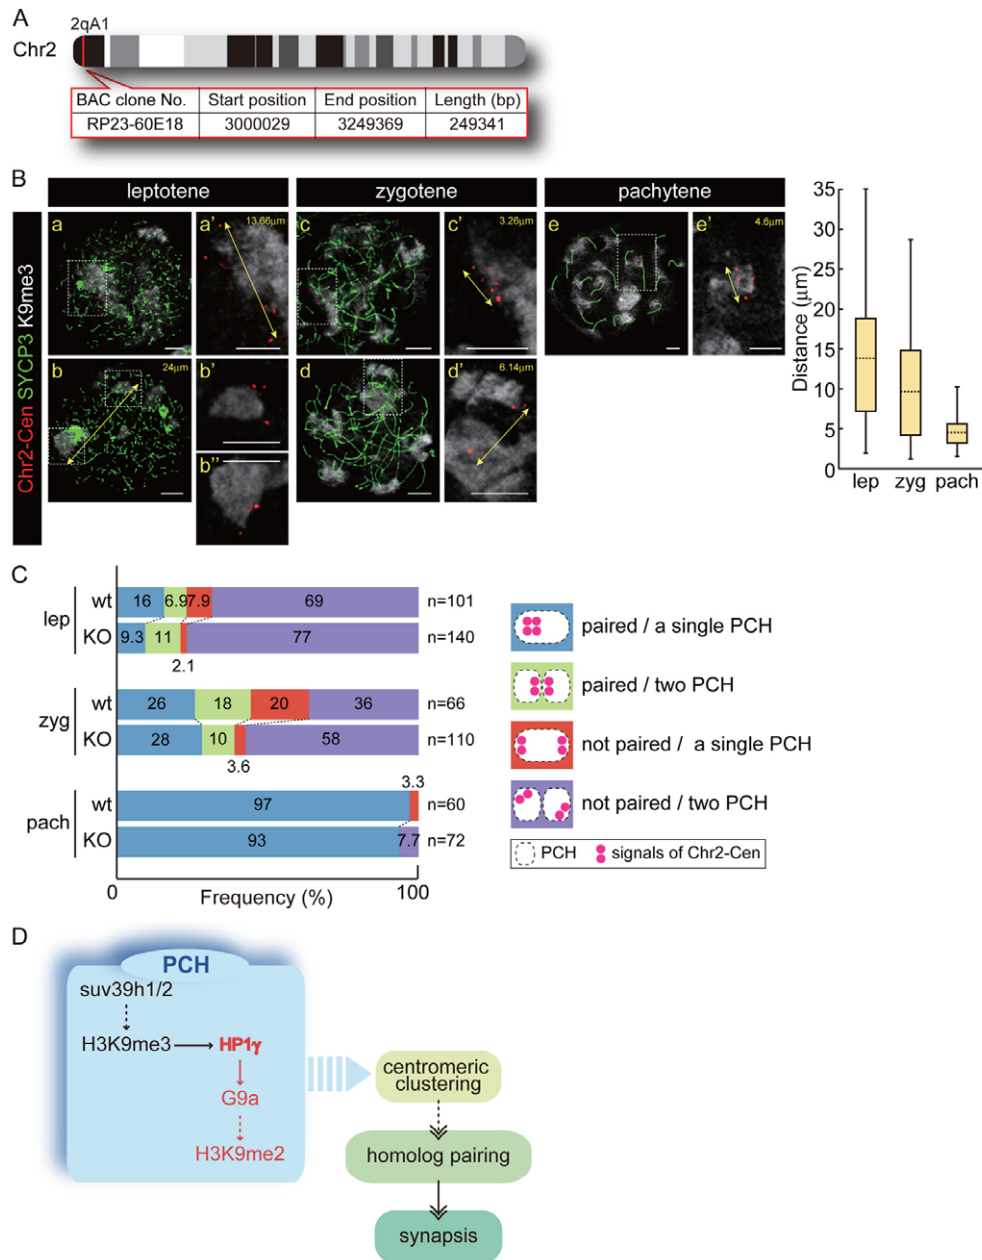 A
2qA1
Chr2
BAC clone No. Start position End position Length (bp)
RP23-60E18 3000029 3249369 249341
B
leptotene zygotene pachytene
Chr2-Cen SYCP3 K9me3
a a' 13.66μm c c' 3.26μm e e' 4.6μm
b 24μm b' d d' 6.14μm
b"
35
30
25
20
15
10
5
0
Distance (μm)
lep zyg pach
C
lep wt 16 6.9 7.9 69 n=101
KO 9.3 11 77 n=140
2.1
zyg wt 26 18 20 36 n=66
KO 28 10 58 n=110
3.6
3.3
pach wt 97 n=60
KO 93 7.7 n=72
0 Frequency (%) 100
paired / a single PCH
paired / two PCH
not paired / a single PCH
not paired / two PCH
PCH signals of Chr2-Cen
D
PCH
suv39h1/2
H3K9me3 HP1γ
G9a
H3K9me2
centromeric
clustering
homolog pairing
synapsis